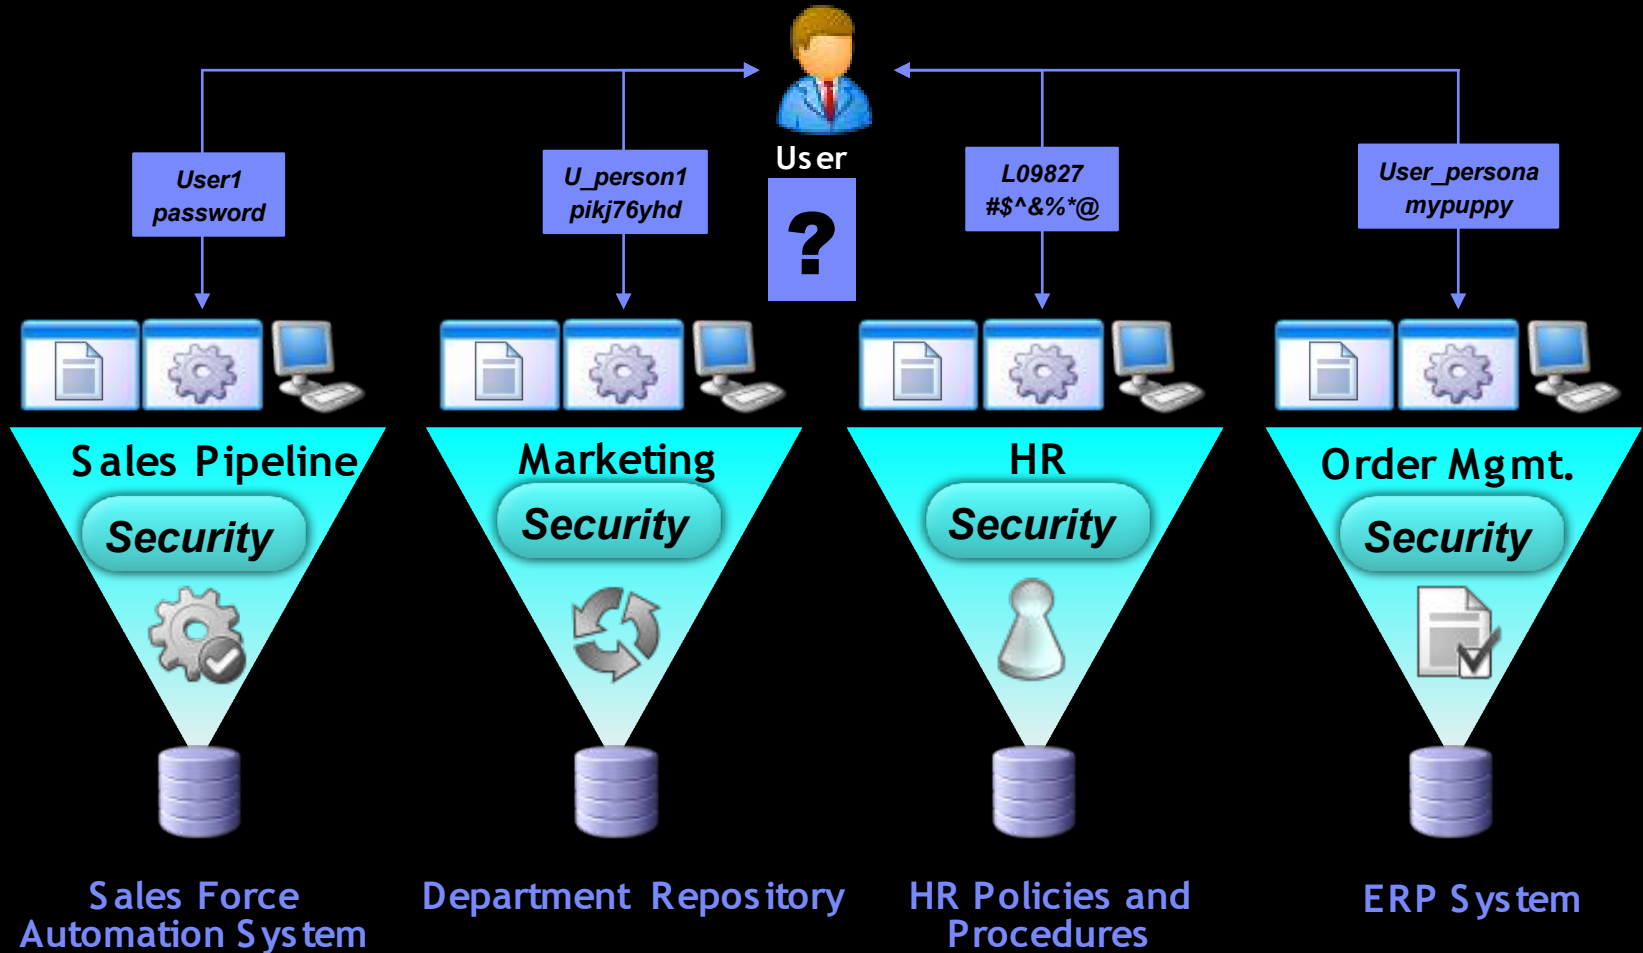 User
?
User1
password
U_person1
pikj76yhd
L09827
#$^&%*@
User_persona
mypuppy
Sales Pipeline
Security
Marketing
Security
HR
Security
Order Mgmt.
Security
Sales Force
Automation System
Department Repository
HR Policies and
Procedures
ERP System